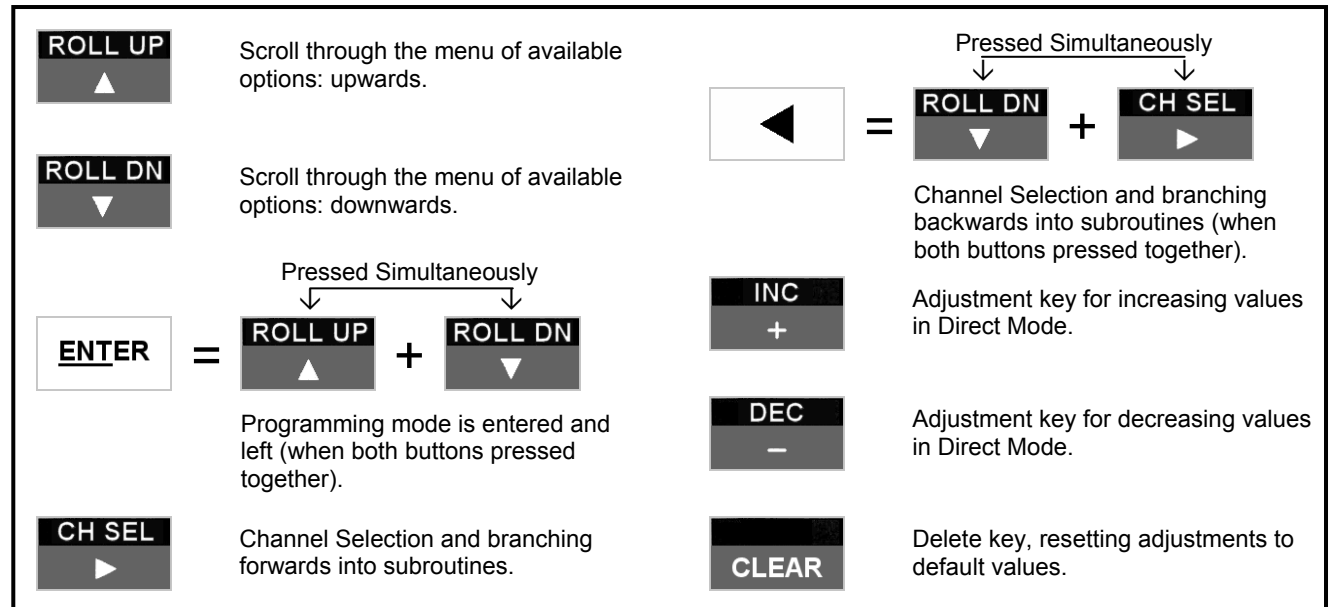 ROLL UP
▲
Scroll through the menu of available
options: upwards.
ROLL DN
▼
Scroll through the menu of available
options: downwards.
Pressed Simultaneously
ENTER = ROLL UP ▲ + ROLL DN ▼
Programming mode is entered and
left (when both buttons pressed
together).
CH SEL
►
Channel Selection and branching
forwards into subroutines.
Pressed Simultaneously
◄ = ROLL DN ▼ + CH SEL ►
Channel Selection and branching
backwards into subroutines (when
both buttons pressed together).
INC
+
Adjustment key for increasing values
in Direct Mode.
DEC
–
Adjustment key for decreasing values
in Direct Mode.
CLEAR
Delete key, resetting adjustments to
default values.